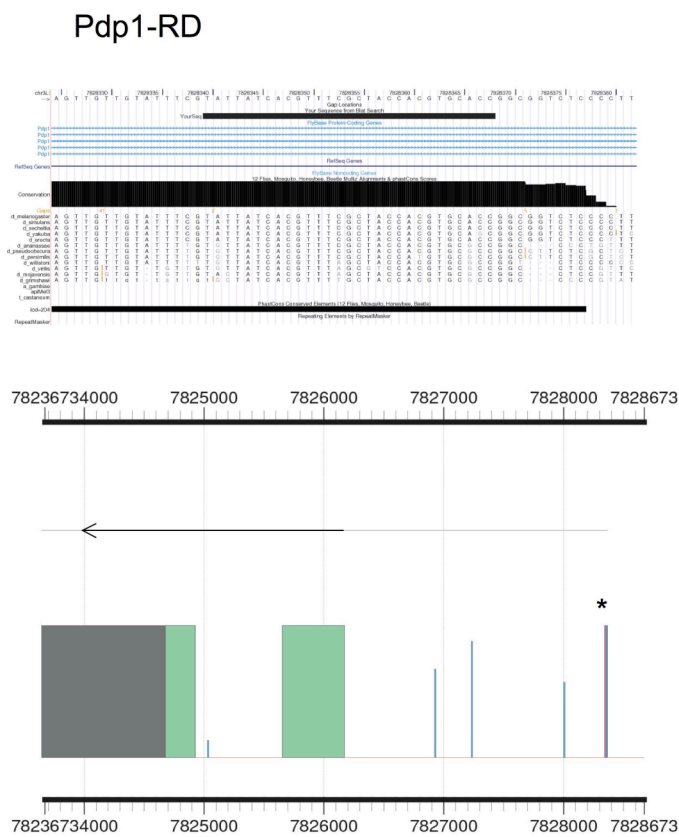 Pdp1-RD
chr3L 7828330 7828335 7828340 7828345 7828350 7828355 7828360 7828365 7828370 7828375 7828380
---> A G T T G T T G T A T T T C G T A T T A T C A C G T T T C G C T A C C A C G T G C A C C G G C G G T C T C C C C T T
Gap Locations
Your Sequence from Blat Search
YourSeq
FlyBase Protein-Coding Genes
Pdp1
Pdp1
Pdp1
Pdp1
Pdp1
RefSeq Genes
RefSeq Genes
FlyBase Noncoding Genes
12 Flies, Mosquito, Honeybee, Beetle Multiz Alignments & phastCons Scores
Conservation
Gaps
d_melanogaster
d_simulans
d_sechellia
d_yakuba
d_erecta
d_ananassae
d_pseudoobscura
d_persimilis
d_willistoni
d_virilis
d_mojavensis
d_grimshawi
a_gambiae
apiMel3
t_castaneum
PhastCons Conserved Elements (12 Flies, Mosquito, Honeybee, Beetle)
lod=204
Repeating Elements by RepeatMasker
RepeatMasker
78236734000 7825000 7826000 7827000 7828000 7828673
*
78236734000 7825000 7826000 7827000 7828000 7828673